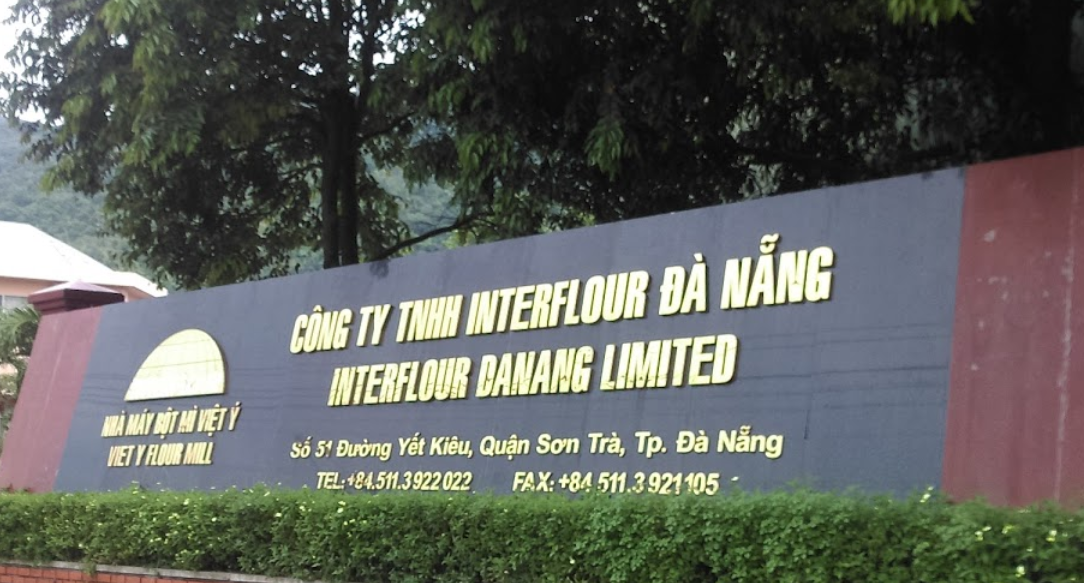 CÔNG TY TNHH INTERFLOUR ĐÀ NẴNG
INTERFLOUR DANANG LIMITED
Số 51 Đường Yết Kiêu, Quận Sơn Trà, Tp. Đà Nẵng
TEL: +84.511.3922022 FAX: +84.511.3921105
NHÀ MÁY BỘT MÌ VIỆT Ý
VIET Y FLOUR MILL